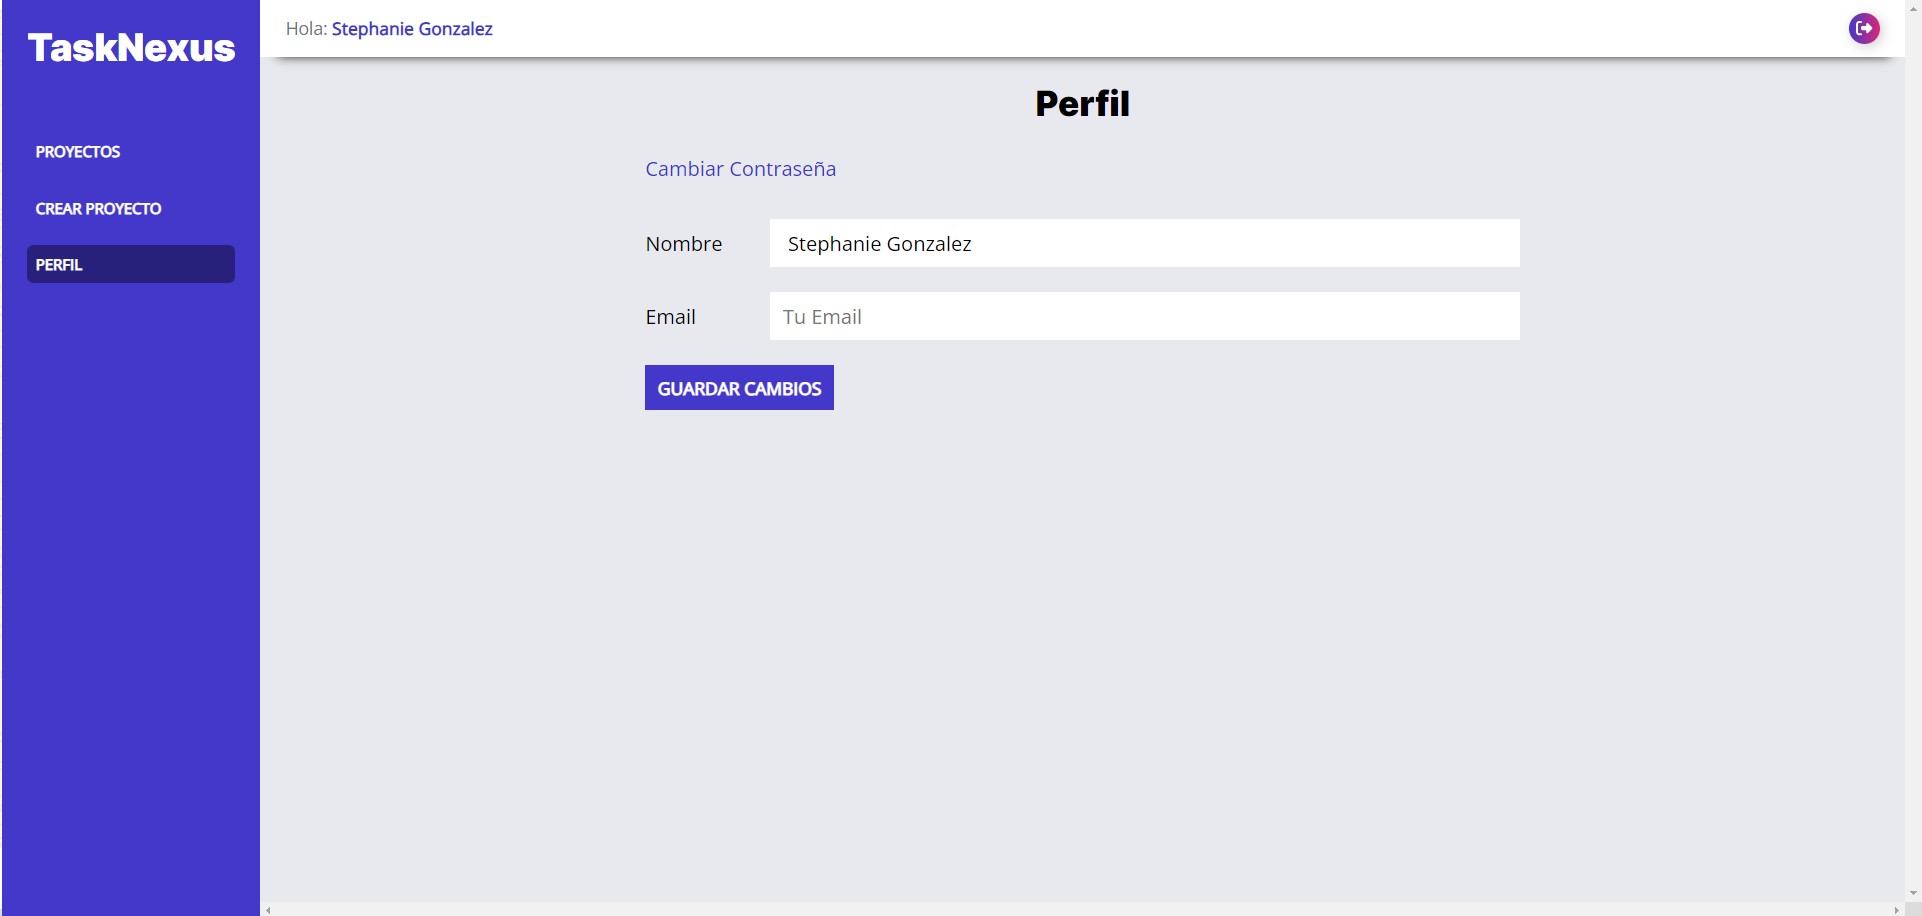 TaskNexus
PROYECTOS
CREAR PROYECTO
PERFIL
Hola: Stephanie Gonzalez
Perfil
Cambiar Contraseña
Nombre
Stephanie Gonzalez
Email
Tu Email
GUARDAR CAMBIOS